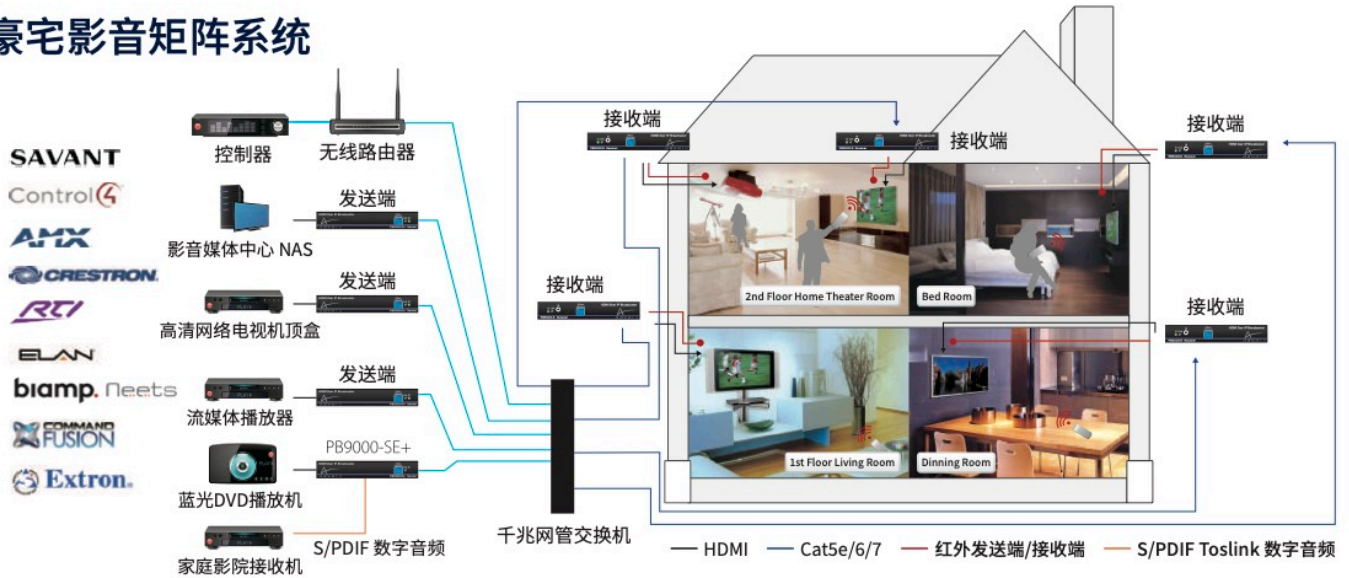 豪宅影音矩阵系统
SAVANT
Control4
AMX
CRESTRON
RTI
ELAN
biamp. neets
COMMAND FUSION
Extron
控制器
无线路由器
发送端
影音媒体中心 NAS
发送端
高清网络电视机顶盒
发送端
流媒体播放器
PB9000-SE+
蓝光DVD播放机
家庭影院接收机
S/PDIF 数字音频
千兆网管交换机
接收端
接收端
接收端
接收端
接收端
2nd Floor Home Theater Room
Bed Room
1st Floor Living Room
Dinning Room
HDMI
Cat5e/6/7
红外发送端/接收端
S/PDIF Toslink 数字音频